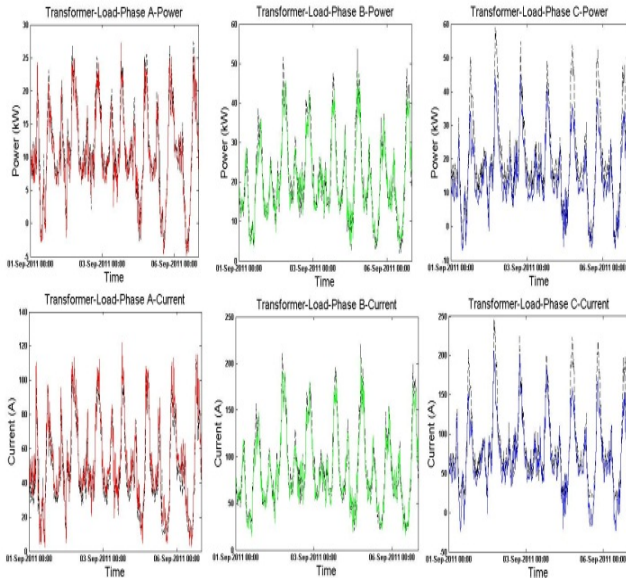 Transformer-Load-Phase A-Power
Transformer-Load-Phase B-Power
Transformer-Load-Phase C-Power
Power (kW)
30
25
20
15
10
5
0
-5
01-Sep-2011 00:00
03-Sep-2011 00:00
06-Sep-2011 00:00
Time
Power (kW)
60
50
40
30
20
10
0
01-Sep-2011 00:00
03-Sep-2011 00:00
06-Sep-2011 00:00
Time
Power (kW)
60
50
40
30
20
10
0
-10
01-Sep-2011 00:00
03-Sep-2011 00:00
06-Sep-2011 00:00
Time
Transformer-Load-Phase A-Current
Transformer-Load-Phase B-Current
Transformer-Load-Phase C-Current
Current (A)
140
120
100
80
60
40
20
0
01-Sep-2011 00:00
03-Sep-2011 00:00
06-Sep-2011 00:00
Time
Current (A)
250
200
150
100
50
0
01-Sep-2011 00:00
03-Sep-2011 00:00
06-Sep-2011 00:00
Time
Current (A)
250
200
150
100
50
0
-50
01-Sep-2011 00:00
03-Sep-2011 00:00
06-Sep-2011 00:00
Time